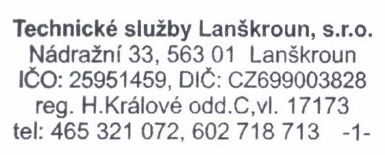 Technické služby Lanškroun, s.r.o.
Nádražní 33, 563 01 Lanškroun
IČO: 25951459, DIČ: CZ699003828
reg. H.Králové odd.C,vl. 17173
tel: 465 321 072, 602 718 713 -1-